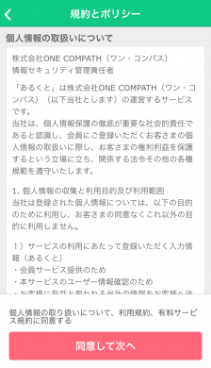 規約とポリシー
個人情報の取扱いについて
株式会社ONE COMPATH（ワン・コンパス）
情報セキュリティ管理責任者
「あるくと」は株式会社ONE COMPATH（ワン・コンパス）（以下当社とします）の運営するサービスです。
当社は、個人情報保護の徹底が重要な社会的責任であると認識し、会員にご登録いただくお客さまの個人情報の取扱いに際し、お客さまの権利利益を保護するという立場に立ち、関係する法令その他の各種規範を遵守いたします。
1. 個人情報の収集と利用目的及び利用範囲
当社は登録された個人情報については、以下の目的のために利用し、お客さまの同意なくこれ以外の目的に利用しません。
1）サービスの利用にあたって登録いただく入力情報（あるくと）
・会員サービス提供のため
・本サービスのユーザー情報確認のため
個人情報の取り扱いについて、利用規約、有料サービス規約に同意する
同意して次へ